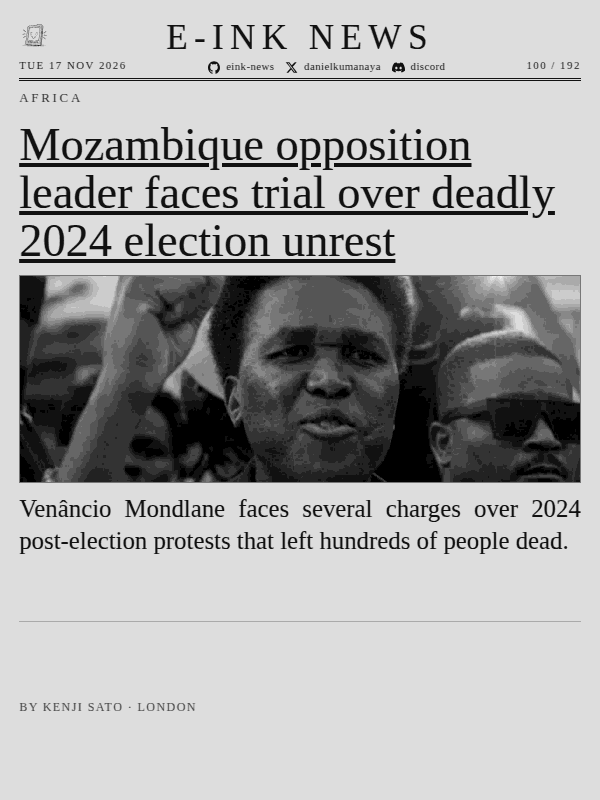 E-INK NEWS
TUE 17 NOV 2026
eink-news danielkumanaya discord
100 / 192
AFRICA
Mozambique opposition
leader faces trial over deadly
2024 election unrest
Venâncio Mondlane faces several charges over 2024
post-election protests that left hundreds of people dead.
BY KENJI SATO · LONDON